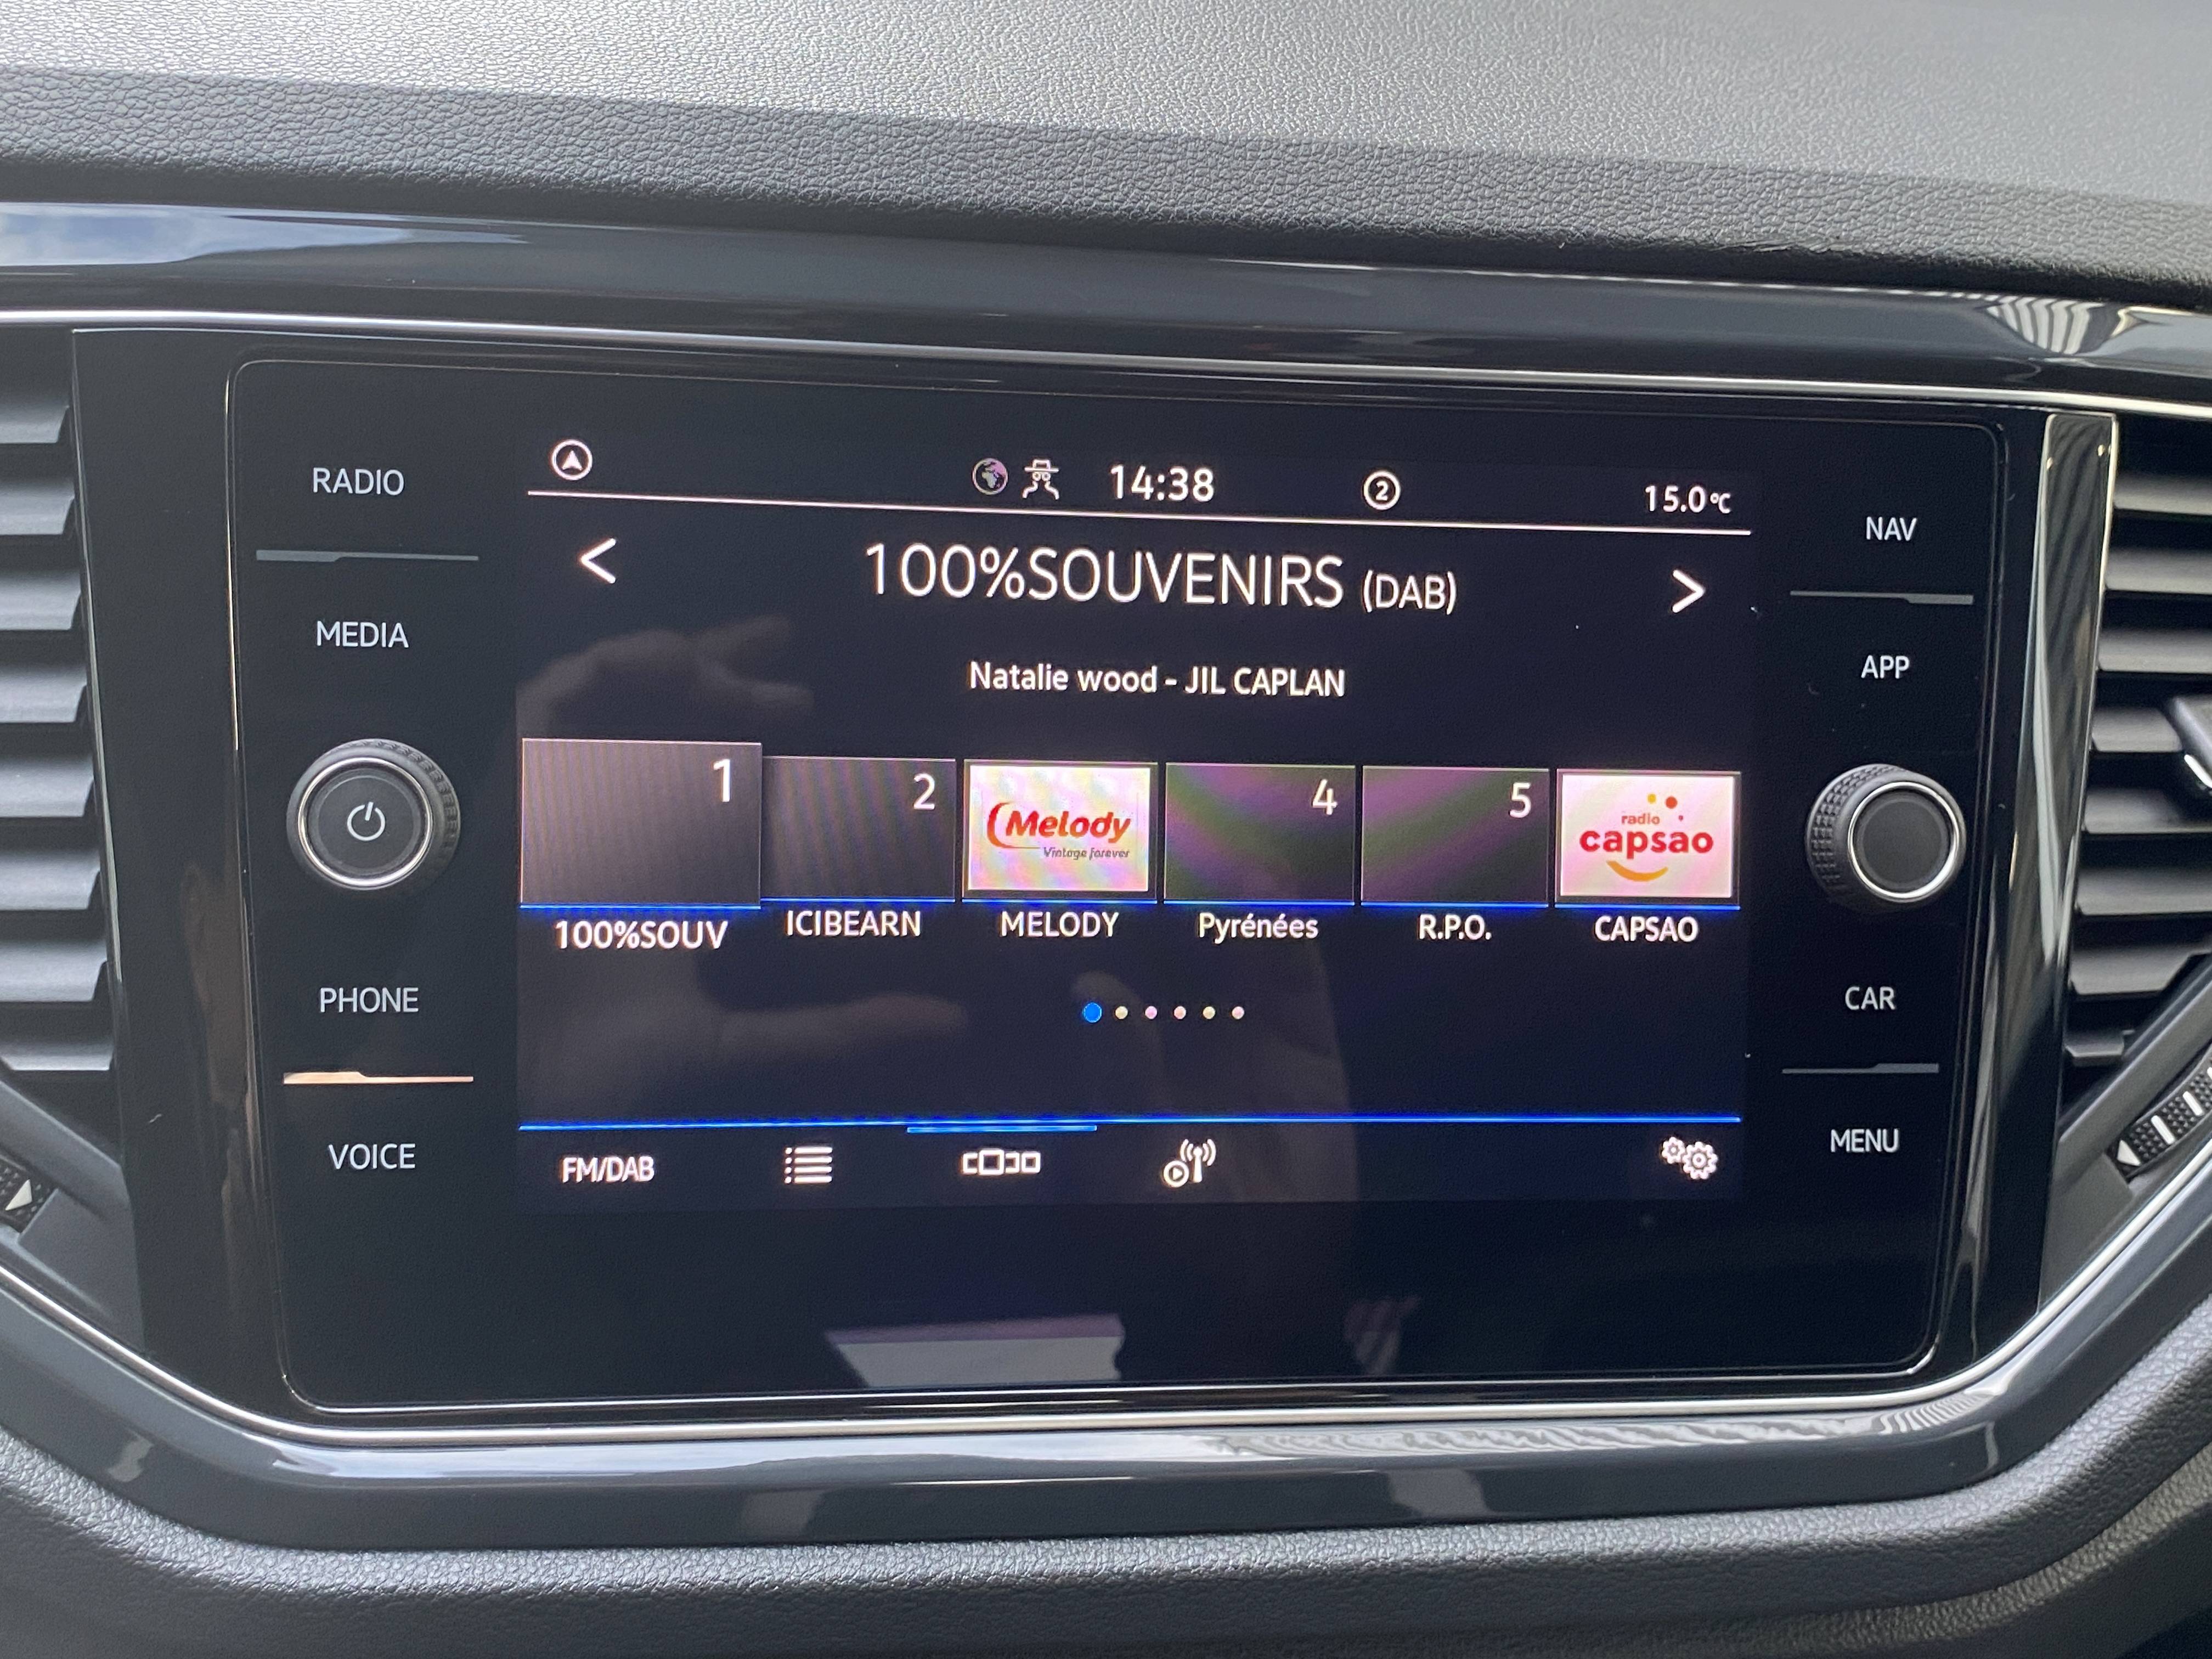 RADIO
MEDIA
PHONE
VOICE
14:38
2
15.0°C
< 100%SOUVENIRS (DAB) >
Natalie wood - JIL CAPLAN
1
2
Melody
Vintage forever
4
5
radio
capsao
100%SOUV
ICIBEARN
MELODY
Pyrénées
R.P.O.
CAPSAO
FM/DAB
NAV
APP
CAR
MENU